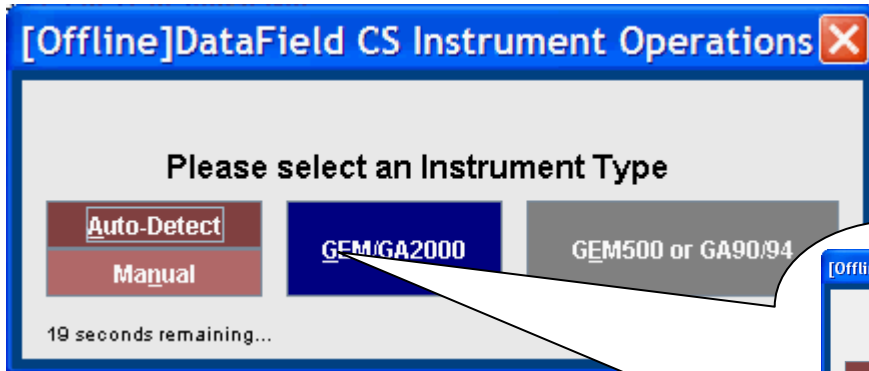 [Offline]DataField CS Instrument Operations
Please select an Instrument Type
Auto-Detect
Manual
GEM/GA2000
GEM500 or GA90/94
19 seconds remaining...